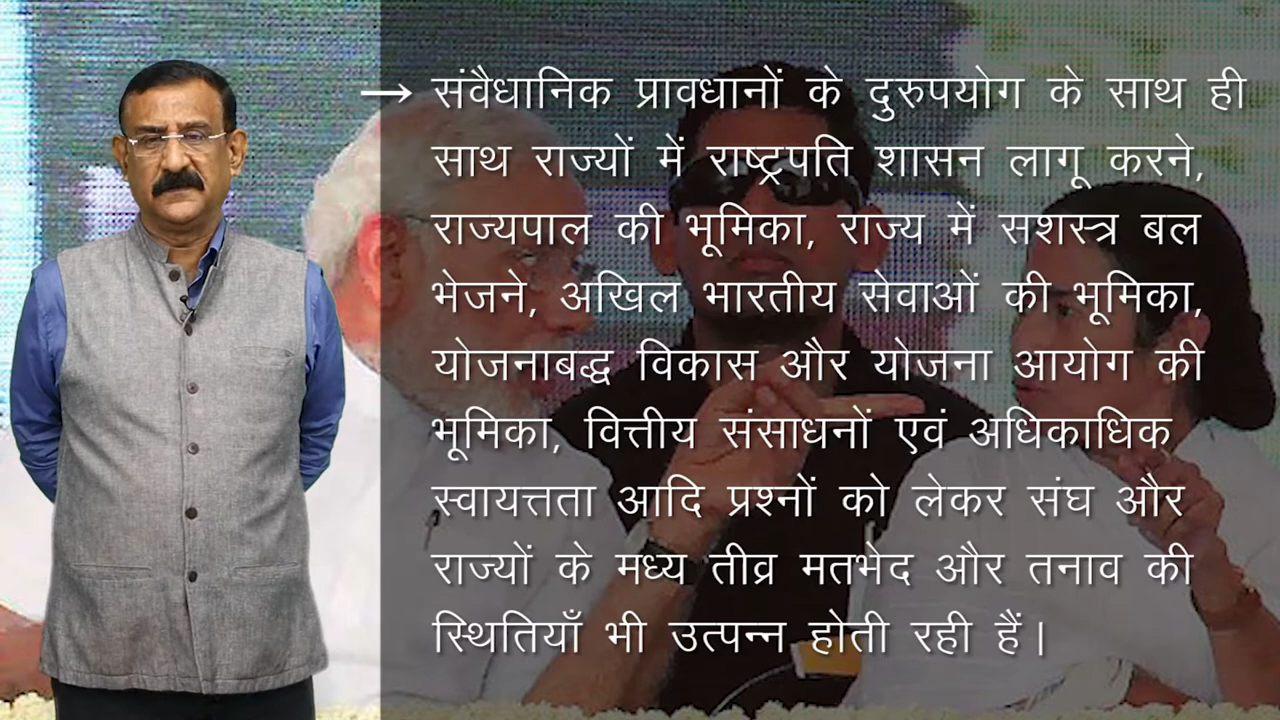 → संवैधानिक प्रावधानों के दुरुपयोग के साथ ही
साथ राज्यों में राष्ट्रपति शासन लागू करने,
राज्यपाल की भूमिका, राज्य में सशस्त्र बल
भेजने, अखिल भारतीय सेवाओं की भूमिका,
योजनाबद्ध विकास और योजना आयोग की
भूमिका, वित्तीय संसाधनों एवं अधिकाधिक
स्वायत्तता आदि प्रश्नों को लेकर संघ और
राज्यों के मध्य तीव्र मतभेद और तनाव की
स्थितियाँ भी उत्पन्न होती रही हैं।